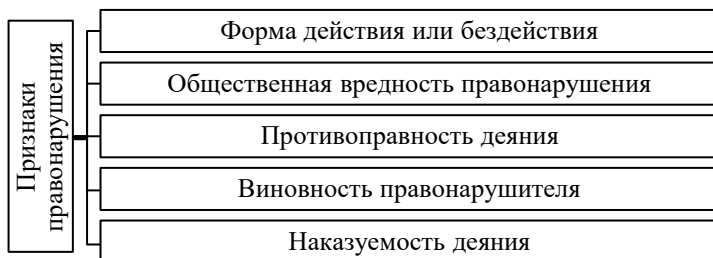 Признаки
правонарушения
Форма действия или бездействия
Общественная вредность правонарушения
Противоправность деяния
Виновность правонарушителя
Наказуемость деяния